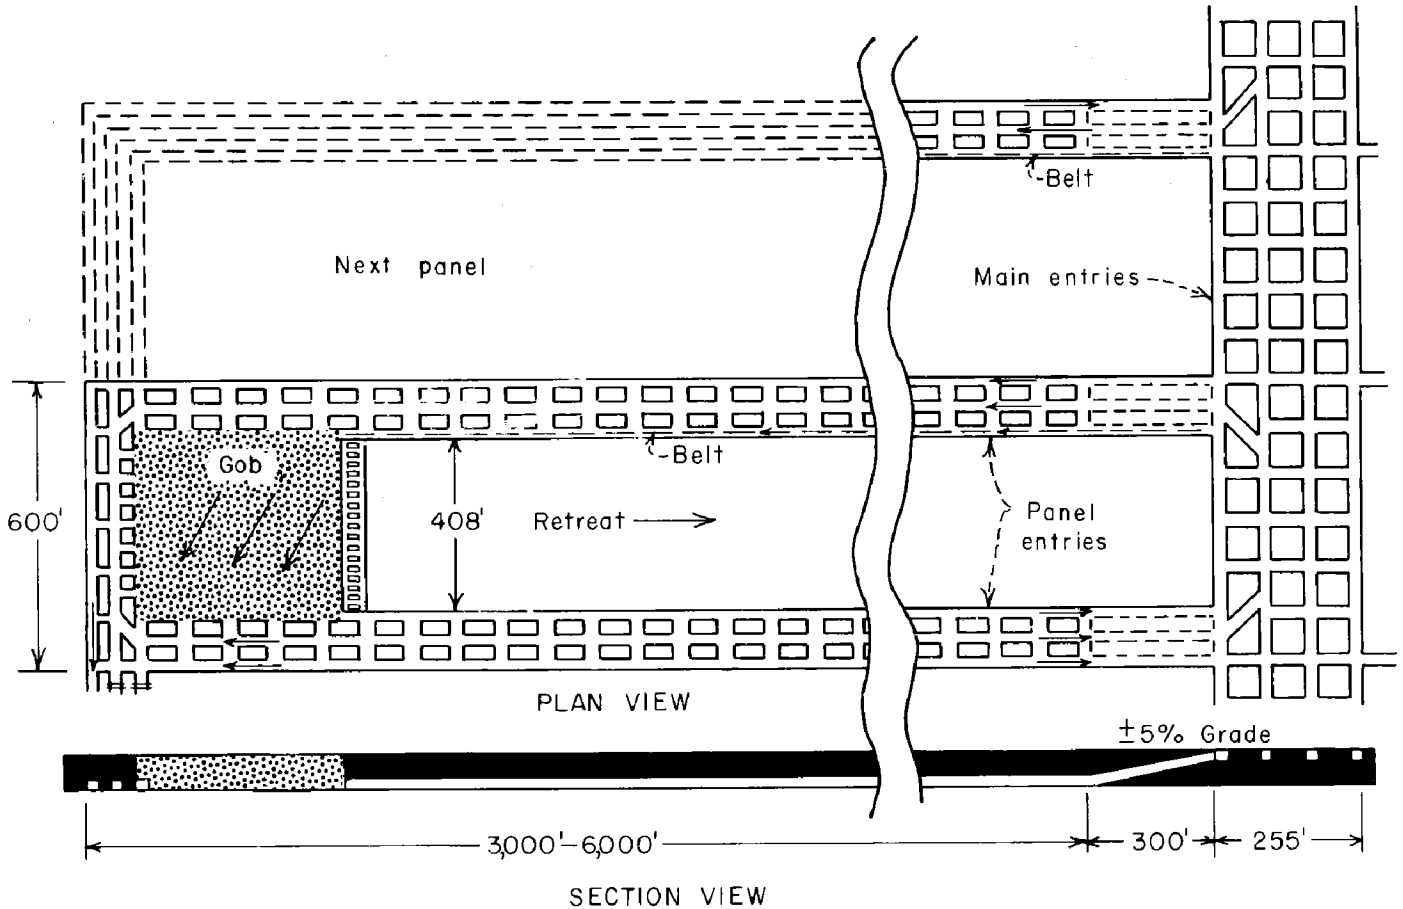 Belt
Next panel
Main entries
Belt
Gob
600'
408'
Retreat
Panel
entries
PLAN VIEW
±5% Grade
3,000'-6,000'
300'
255'
SECTION VIEW